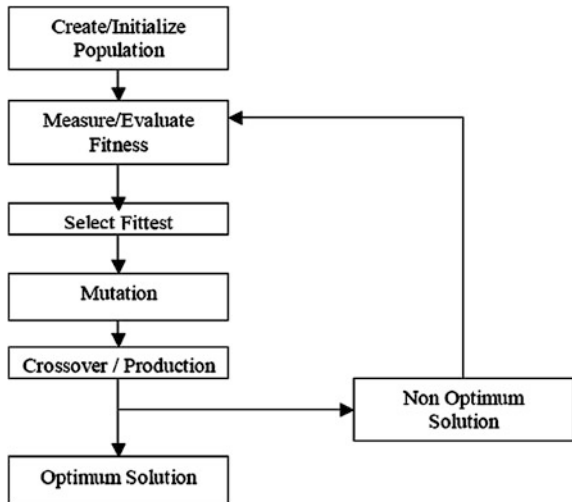 Create/Initialize
Population
Measure/Evaluate
Fitness
Select Fittest
Mutation
Crossover / Production
Non Optimum
Solution
Optimum Solution